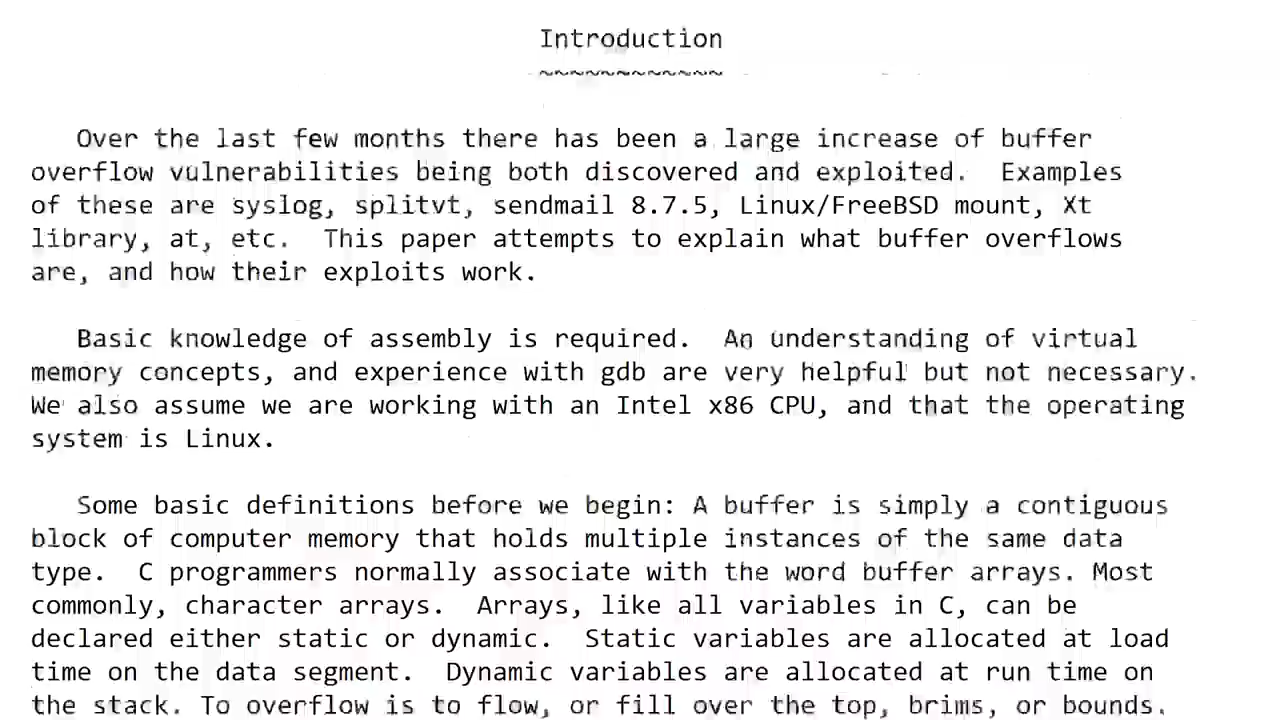 Introduction
~~~~~~~~~~~~
Over the last few months there has been a large increase of buffer
overflow vulnerabilities being both discovered and exploited.  Examples
of these are syslog, splitvt, sendmail 8.7.5, Linux/FreeBSD mount, Xt
library, at, etc.  This paper attempts to explain what buffer overflows
are, and how their exploits work.
Basic knowledge of assembly is required.  An understanding of virtual
memory concepts, and experience with gdb are very helpful but not necessary.
We also assume we are working with an Intel x86 CPU, and that the operating
system is Linux.
Some basic definitions before we begin: A buffer is simply a contiguous
block of computer memory that holds multiple instances of the same data
type.  C programmers normally associate with the word buffer arrays. Most
commonly, character arrays.  Arrays, like all variables in C, can be
declared either static or dynamic.  Static variables are allocated at load
time on the data segment.  Dynamic variables are allocated at run time on
the stack. To overflow is to flow, or fill over the top, brims, or bounds.